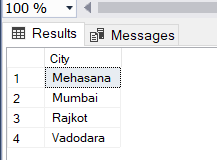 100 %
Results Messages
City
1 Mehasana
2 Mumbai
3 Rajkot
4 Vadodara